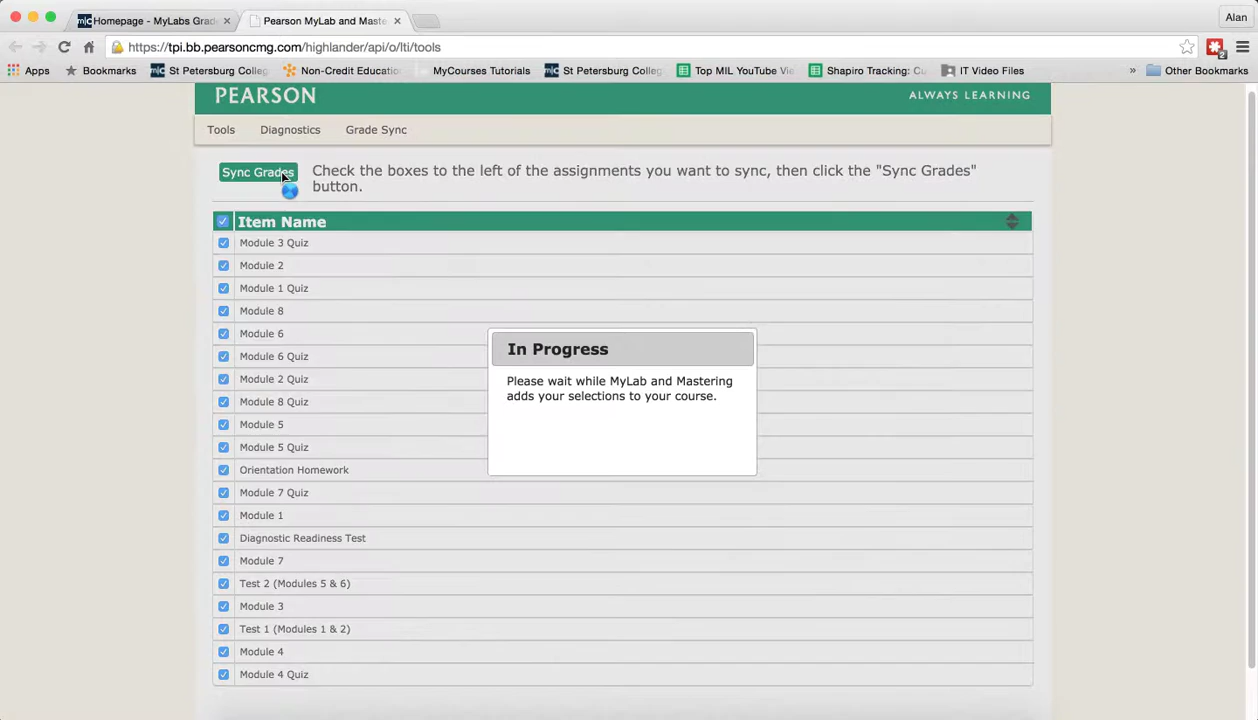 Homepage - MyLabs Grad
Pearson MyLab and Maste
Alan
https://tpi.bb.pearsoncmg.com/highlander/api/o/lti/tools
2
Apps
Bookmarks
St Petersburg Colleg
Non-Credit Educatio
MyCourses Tutorials
St Petersburg Colleg
Top MIL YouTube Vi
Shapiro Tracking: Cu
IT Video Files
»
Other Bookmarks
PEARSON
ALWAYS LEARNING
Tools
Diagnostics
Grade Sync
Sync Grades
Check the boxes to the left of the assignments you want to sync, then click the "Sync Grades"
button.
Item Name
Module 3 Quiz
Module 2
Module 1 Quiz
Module 8
Module 6
Module 6 Quiz
Module 2 Quiz
Module 8 Quiz
Module 5
Module 5 Quiz
Orientation Homework
Module 7 Quiz
Module 1
Diagnostic Readiness Test
Module 7
Test 2 (Modules 5 & 6)
Module 3
Test 1 (Modules 1 & 2)
Module 4
Module 4 Quiz
In Progress
Please wait while MyLab and Mastering
adds your selections to your course.